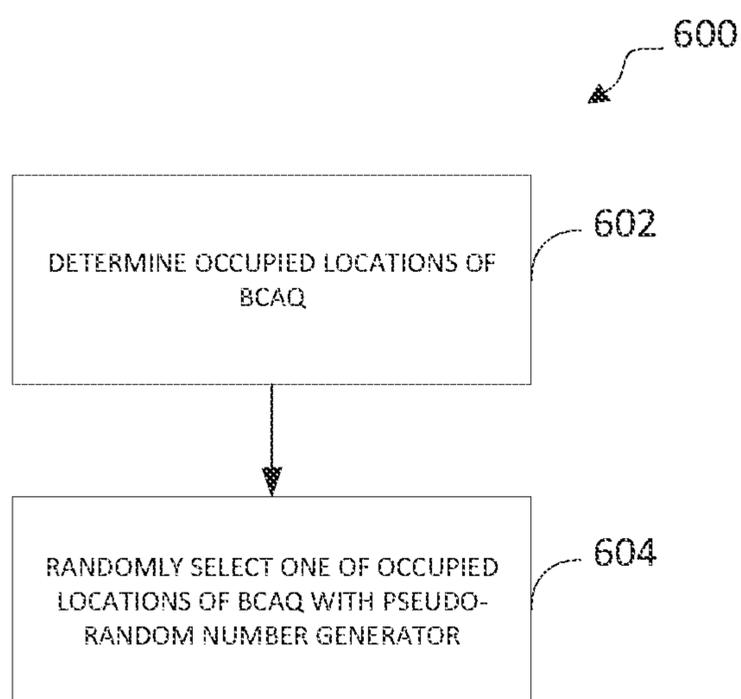 600
602
DETERMINE OCCUPIED LOCATIONS OF
BCAQ
604
RANDOMLY SELECT ONE OF OCCUPIED
LOCATIONS OF BCAQ WITH PSEUDO-
RANDOM NUMBER GENERATOR